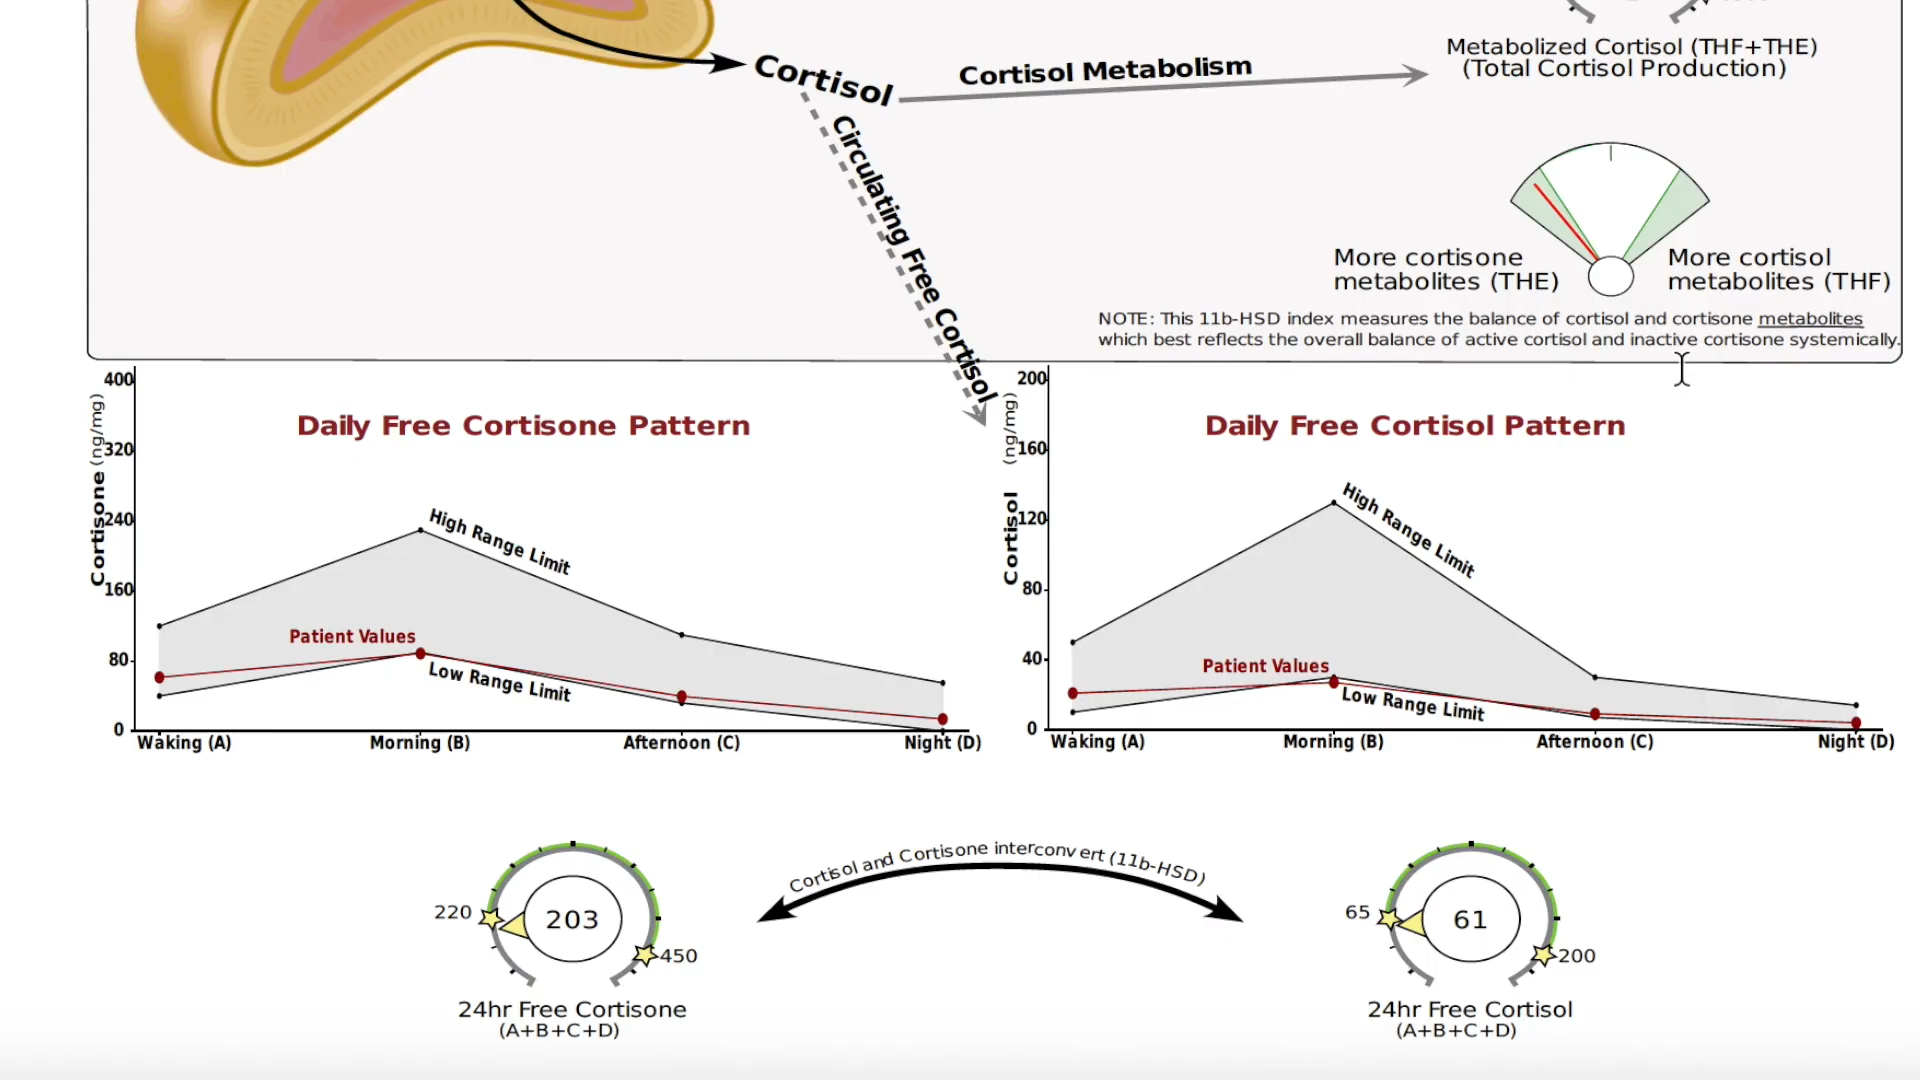 Metabolized Cortisol (THF+THE)
(Total Cortisol Production)
Cortisol
Cortisol Metabolism
Circulating Free Cortisol
More cortisone
metabolites (THE)
More cortisol
metabolites (THF)
NOTE: This 11b-HSD index measures the balance of cortisol and cortisone metabolites
which best reflects the overall balance of active cortisol and inactive cortisone systemically.
Daily Free Cortisone Pattern
Cortisone (ng/mg)
400
320
240
160
80
0
High Range Limit
Patient Values
Low Range Limit
Waking (A)
Morning (B)
Afternoon (C)
Night (D)
Daily Free Cortisol Pattern
Cortisol (ng/mg)
200
160
120
80
40
0
High Range Limit
Patient Values
Low Range Limit
Waking (A)
Morning (B)
Afternoon (C)
Night (D)
220
203
450
24hr Free Cortisone
(A+B+C+D)
Cortisol and Cortisone interconvert (11b-HSD)
65
61
200
24hr Free Cortisol
(A+B+C+D)